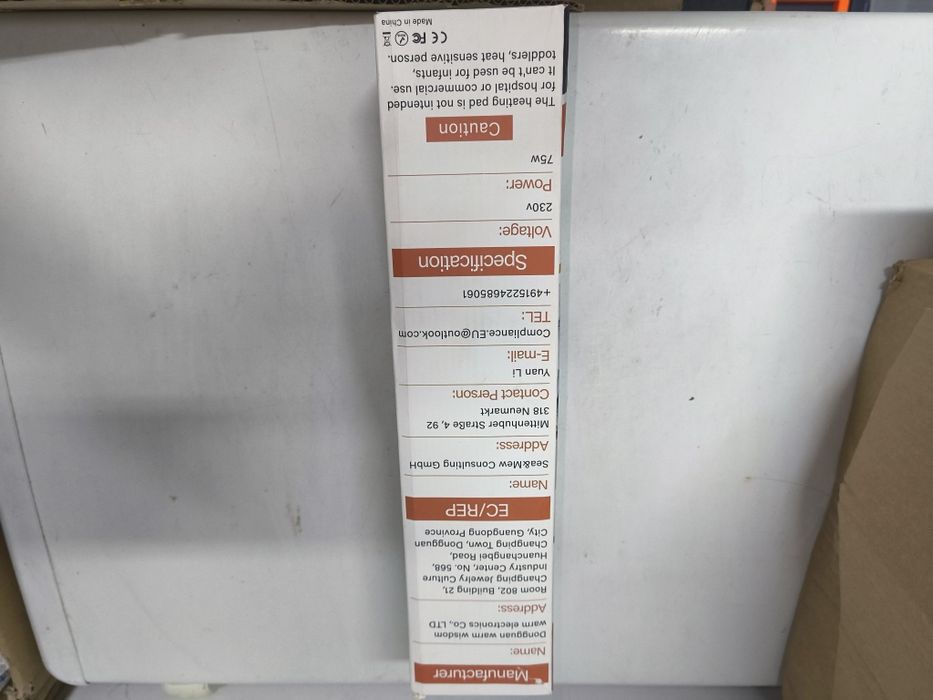 Manufacturer
Name:
Dongguan warm wisdom
warm electronics Co., LTD
Address:
Room 802, Building 21,
Changping Jewelry Culture
Industry Center, No. 568,
Huanchangbei Road,
Changping Town, Dongguan
City, Guangdong Province
EC/REP
Name:
Sea&Mew Consulting GmbH
Address:
Mittenhuber Straße 4, 92
318 Neumarkt
Contact Person:
Yuan Li
E-mail:
Compliance.EU@outlook.com
TEL:
+4915224685061
Specification
Voltage:
230v
Power:
75w
Caution
The heating pad is not intended
for hospital or commercial use.
It can't be used for infants,
toddlers, heat sensitive person.
CE FC
Made in China